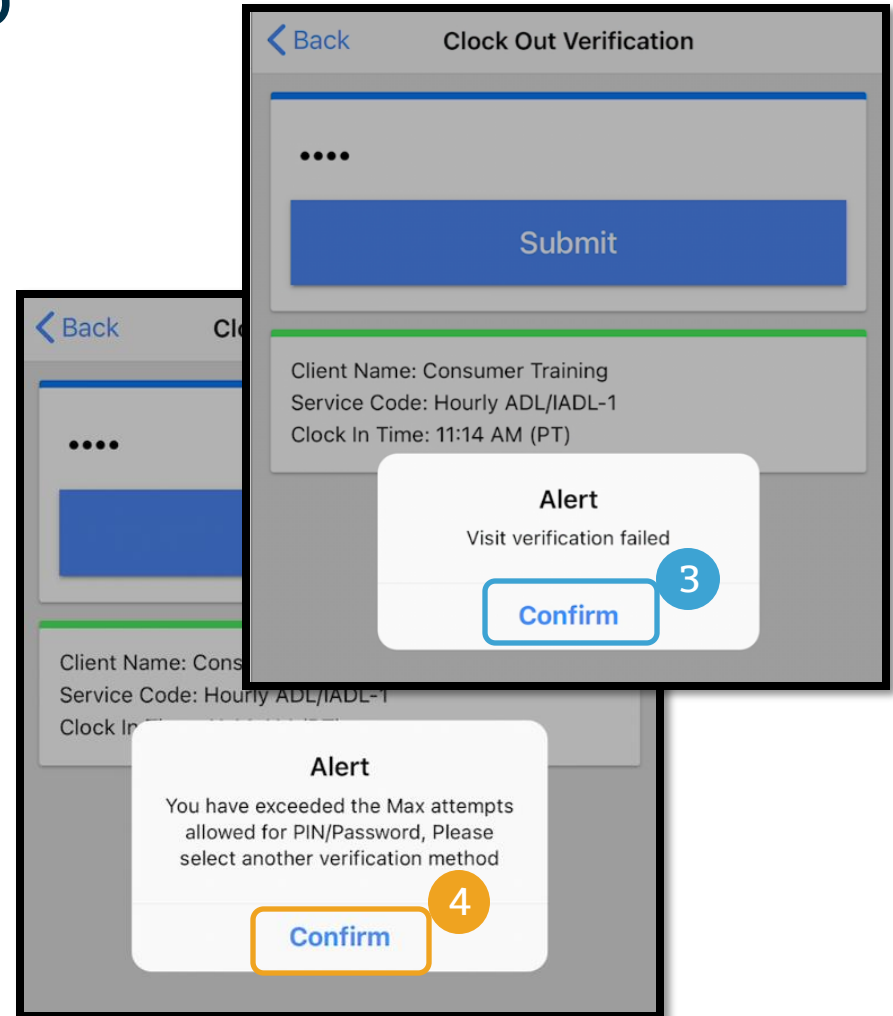 Back
Clock Out Verification
••••
Submit
Client Name: Consumer Training
Service Code: Hourly ADL/IADL-1
Clock In Time: 11:14 AM (PT)
Alert
Visit verification failed
3
Confirm
Back
••••
Client Name:
Service Code: Hourly ADL/IADL-1
Clock
Alert
You have exceeded the Max attempts
allowed for PIN/Password, Please
select another verification method
4
Confirm